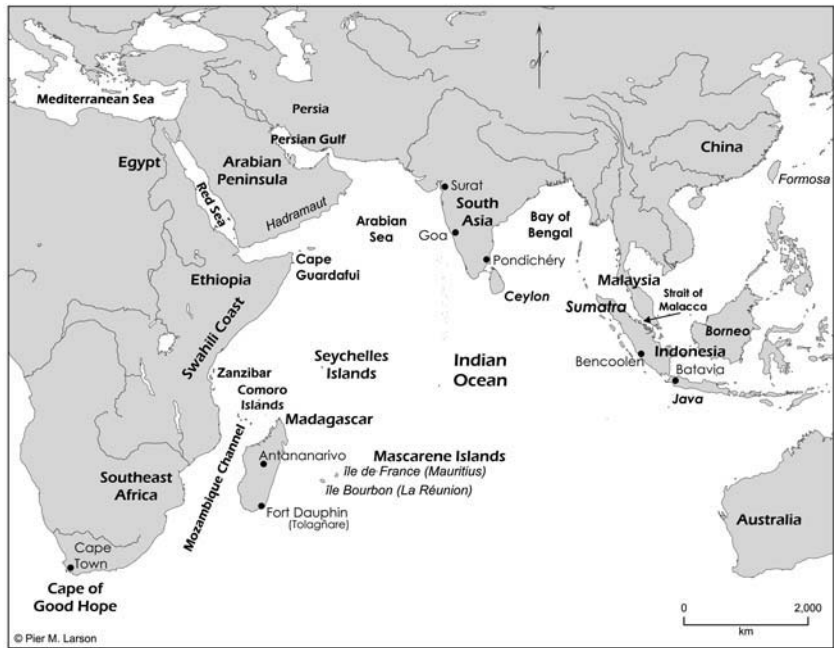 Mediterranean Sea
Persia
Persian Gulf
Egypt
Arabian
Peninsula
Red Sea
Hadramaut
N
China
Formosa
Surat
South
Asia
Arabian
Sea
Goa
Bay of
Bengal
Pondichéry
Ethiopia
Cape
Guardafui
Ceylon
Malaysia
Strait of
Malacca
Sumatra
Borneo
Swahili Coast
Seychelles
Islands
Indian
Ocean
Bencoolen
Indonesia
Batavia
Java
Zanzibar
Comoro
Islands
Madagascar
Mozambique Channel
Antananarivo
Mascarene Islands
île de France (Mauritius)
île Bourbon (La Réunion)
Southeast
Africa
Fort Dauphin
(Tolagñare)
Australia
Cape
Town
Cape of
Good Hope
0 2,000
km
© Pier M. Larson